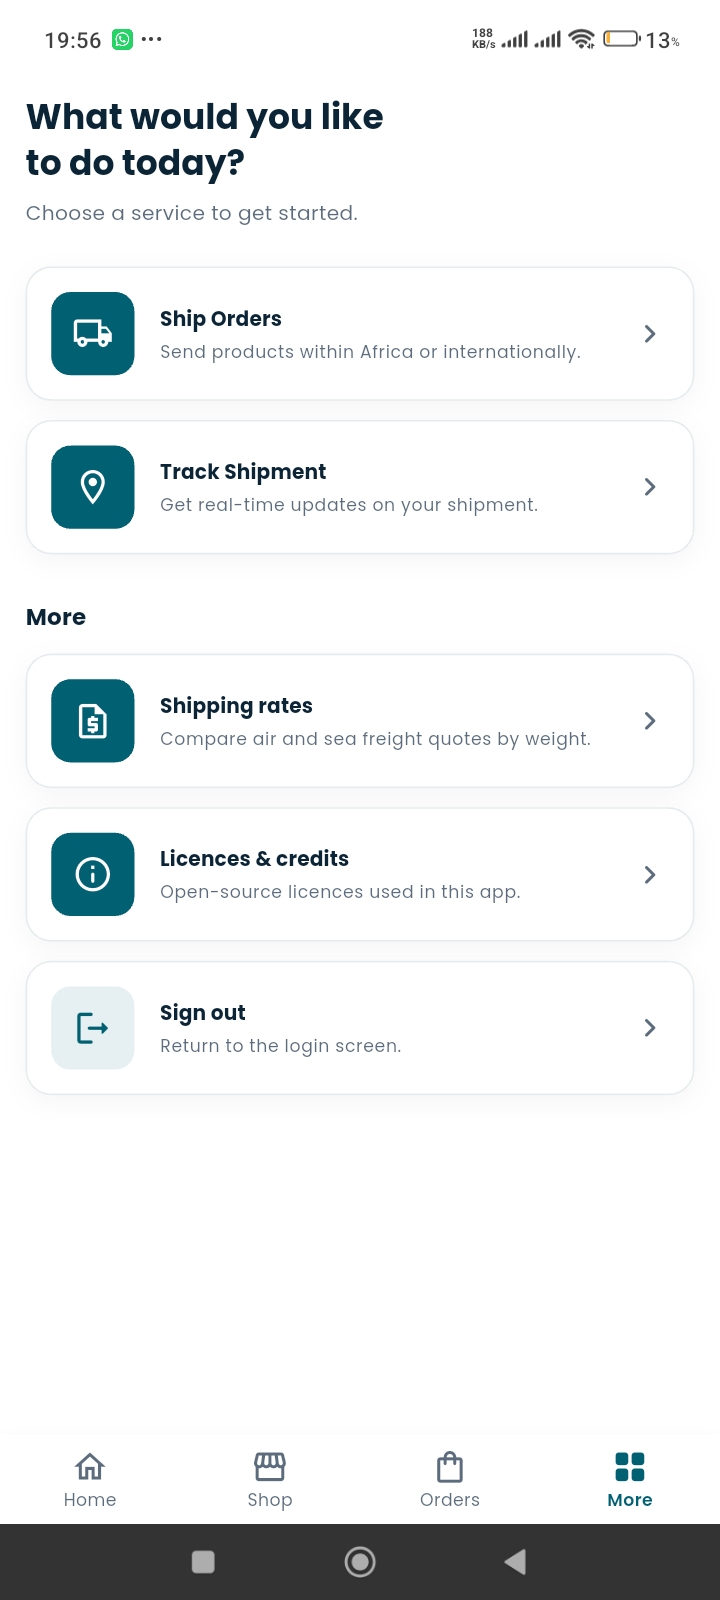 19:56
188
KB/s
13%
What would you like
to do today?
Choose a service to get started.
Ship Orders
Send products within Africa or internationally.
Track Shipment
Get real-time updates on your shipment.
More
Shipping rates
Compare air and sea freight quotes by weight.
Licences & credits
Open-source licences used in this app.
Sign out
Return to the login screen.
Home
Shop
Orders
More